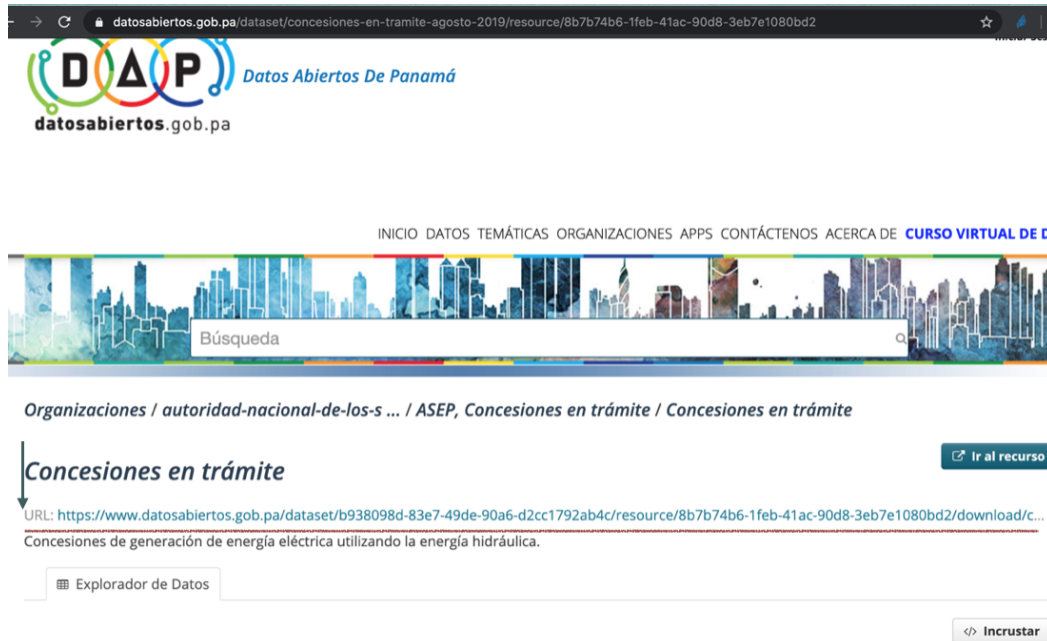 datosabiertos.gob.pa/dataset/concesiones-en-tramite-agosto-2019/resource/8b7b74b6-1feb-41ac-90d8-3eb7e1080bd2
DAP Datos Abiertos De Panamá
datosabiertos.gob.pa
INICIO DATOS TEMÁTICAS ORGANIZACIONES APPS CONTÁCTENOS ACERCA DE CURSO VIRTUAL DE D
Búsqueda
Organizaciones / autoridad-nacional-de-los-s ... / ASEP, Concesiones en trámite / Concesiones en trámite
Ir al recurso
Concesiones en trámite
URL: https://www.datosabiertos.gob.pa/dataset/b938098d-83e7-49de-90a6-d2cc1792ab4c/resource/8b7b74b6-1feb-41ac-90d8-3eb7e1080bd2/download/c...
Concesiones de generación de energía eléctrica utilizando la energía hidráulica.
Explorador de Datos
</> Incrustar